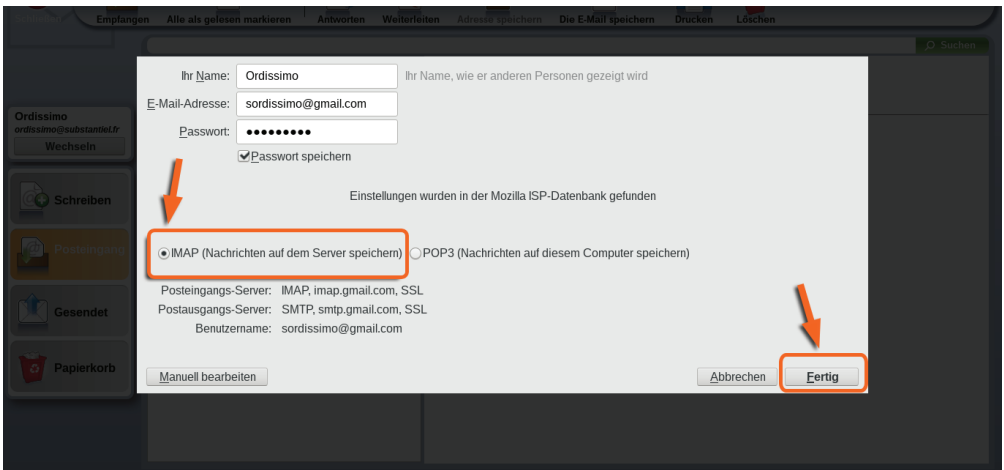 Empfangen Alle als gelesen markieren Antworten Weiterleiten Adresse speichern Die E-Mail speichern Drucken Löschen
Suchen
Ihr Name: Ordissimo Ihr Name, wie er anderen Personen gezeigt wird
E-Mail-Adresse: sordissimo@gmail.com
Passwort: ●●●●●●●●●
Passwort speichern
Ordissimo
ordissimo@substantiel.fr
Wechseln
Einstellungen wurden in der Mozilla ISP-Datenbank gefunden
Schreiben
Posteingang
IMAP (Nachrichten auf dem Server speichern) POP3 (Nachrichten auf diesem Computer speichern)
Posteingangs-Server: IMAP, imap.gmail.com, SSL
Postausgangs-Server: SMTP, smtp.gmail.com, SSL
Benutzername: sordissimo@gmail.com
Gesendet
Papierkorb
Manuell bearbeiten Abbrechen Fertig